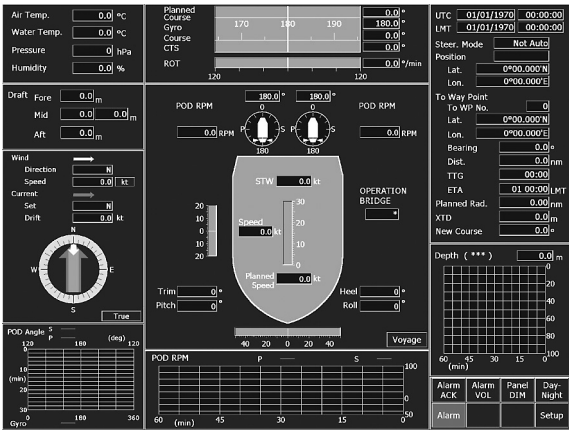 Air Temp. 0.0 °C
Water Temp. 0.0 °C
Pressure 0 hPa
Humidity 0.0 %
Draft Fore 0.0 m
Mid 0.0 0.0 m
Aft 0.0 m
Wind
Direction N
Speed 0.0 kt
Current
Set N
Drift 0.0 kt
N
W E
S
True
POD Angle S
P (deg)
120 180 120
0
10
(min)
20
30
0 180 360
Gyro
Planned
Course 0.0 °
170 180 190
Gyro 180.0 °
Course 0.0 °
CTS 0.0 °
ROT 0.0 °/min
120 120
180.0 ° 180.0 °
POD RPM 0 0 POD RPM
P S P S
0.0 RPM 180 180 0.0 RPM
STW 0.0 kt
OPERATION
BRIDGE
*
20
10
0
10
20
30
20
10
0
Speed
0.0 kt
Planned
Speed 0.0 kt
Trim 0 °
Pitch 0 °
Heel 0 °
Roll 0 °
40 20 0 20 40
Voyage
POD RPM P S
100
0
50
60 (min) 45 30 15 0
UTC 01/01/1970 00:00:00
LMT 01/01/1970 00:00:00
Steer. Mode Not Auto
Position
Lat. 0°00.000'N
Lon. 0°00.000'E
To Way Point
To WP No. 0
Lat. 0°00.000'N
Lon. 0°00.000'E
Bearing 0.0 °
Dist. 0.0 nm
TTG 00:00
ETA 01 00:00 LMT
Planned Rad. 0.00 nm
XTD 0.0 m
New Course 0.0 °
Depth ( *** ) 0.0 m
0
20
40
60
80
100
60 45 30 15 0
(min)
Alarm
ACK
Alarm
VOL
Panel
DIM
Day-
Night
Alarm
Setup